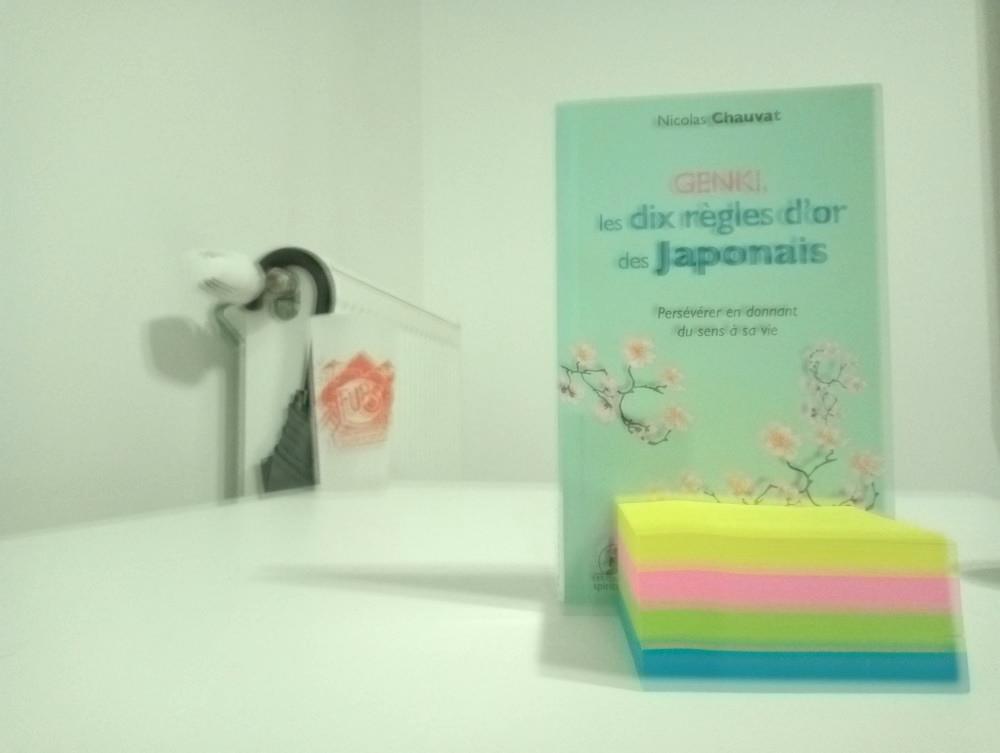 Nicolas Chauvat
GENKI,
les dix règles d'or
des Japonais
Persévérer en donnant
du sens à sa vie